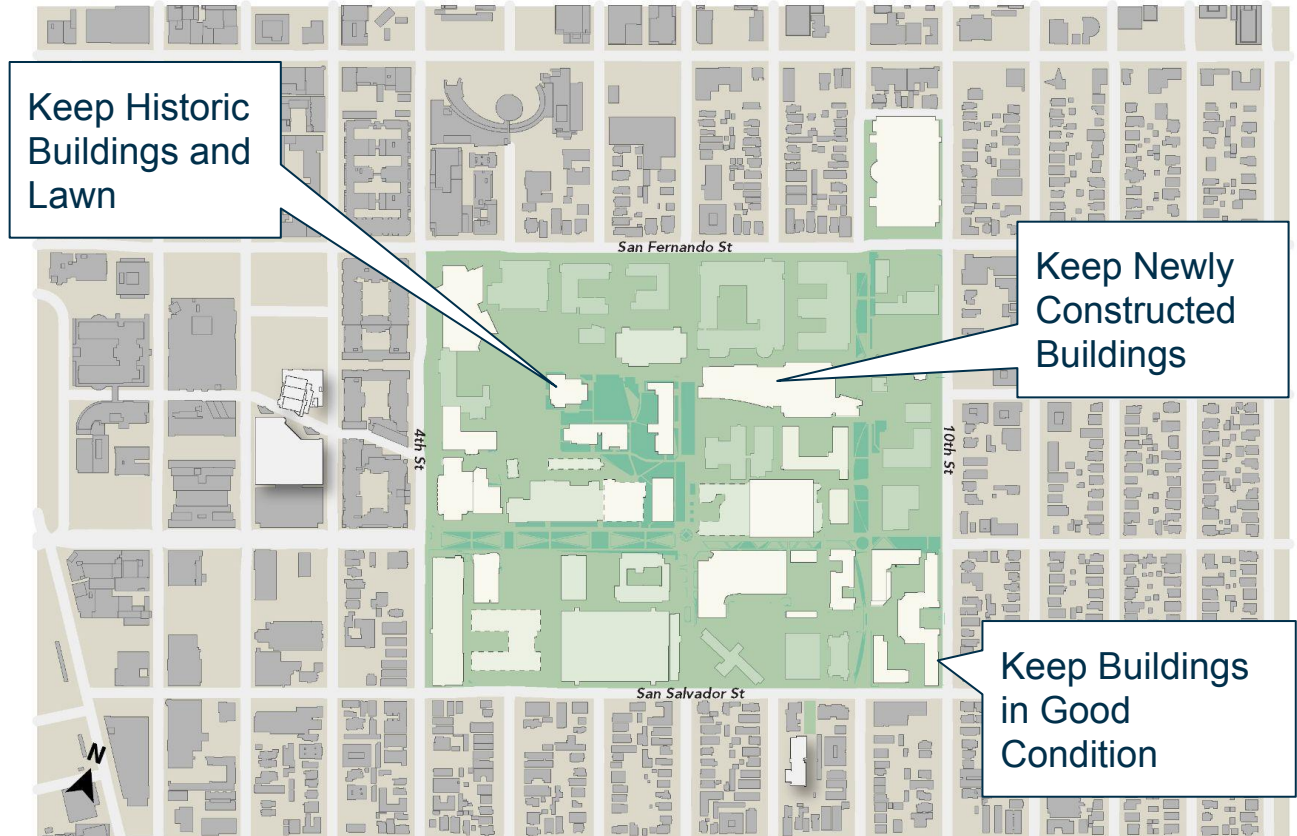 Keep Historic
Buildings and
Lawn
San Fernando St
Keep Newly
Constructed
Buildings
4th St
10th St
Keep Buildings
in Good
Condition
San Salvador St
N